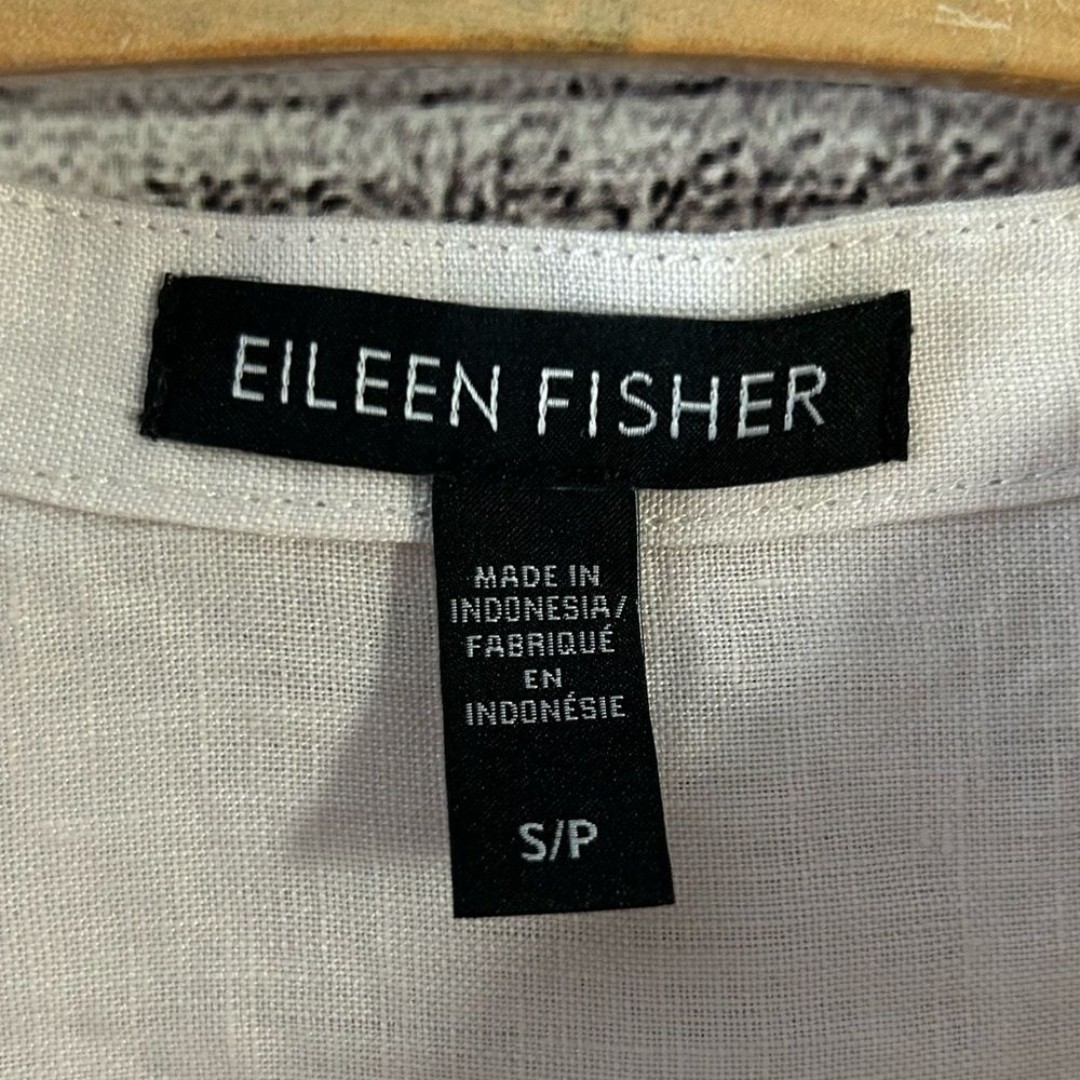 EILEEN FISHER
MADE IN
INDONESIA/
FABRIQUÉ
EN
INDONÉSIE
S/P